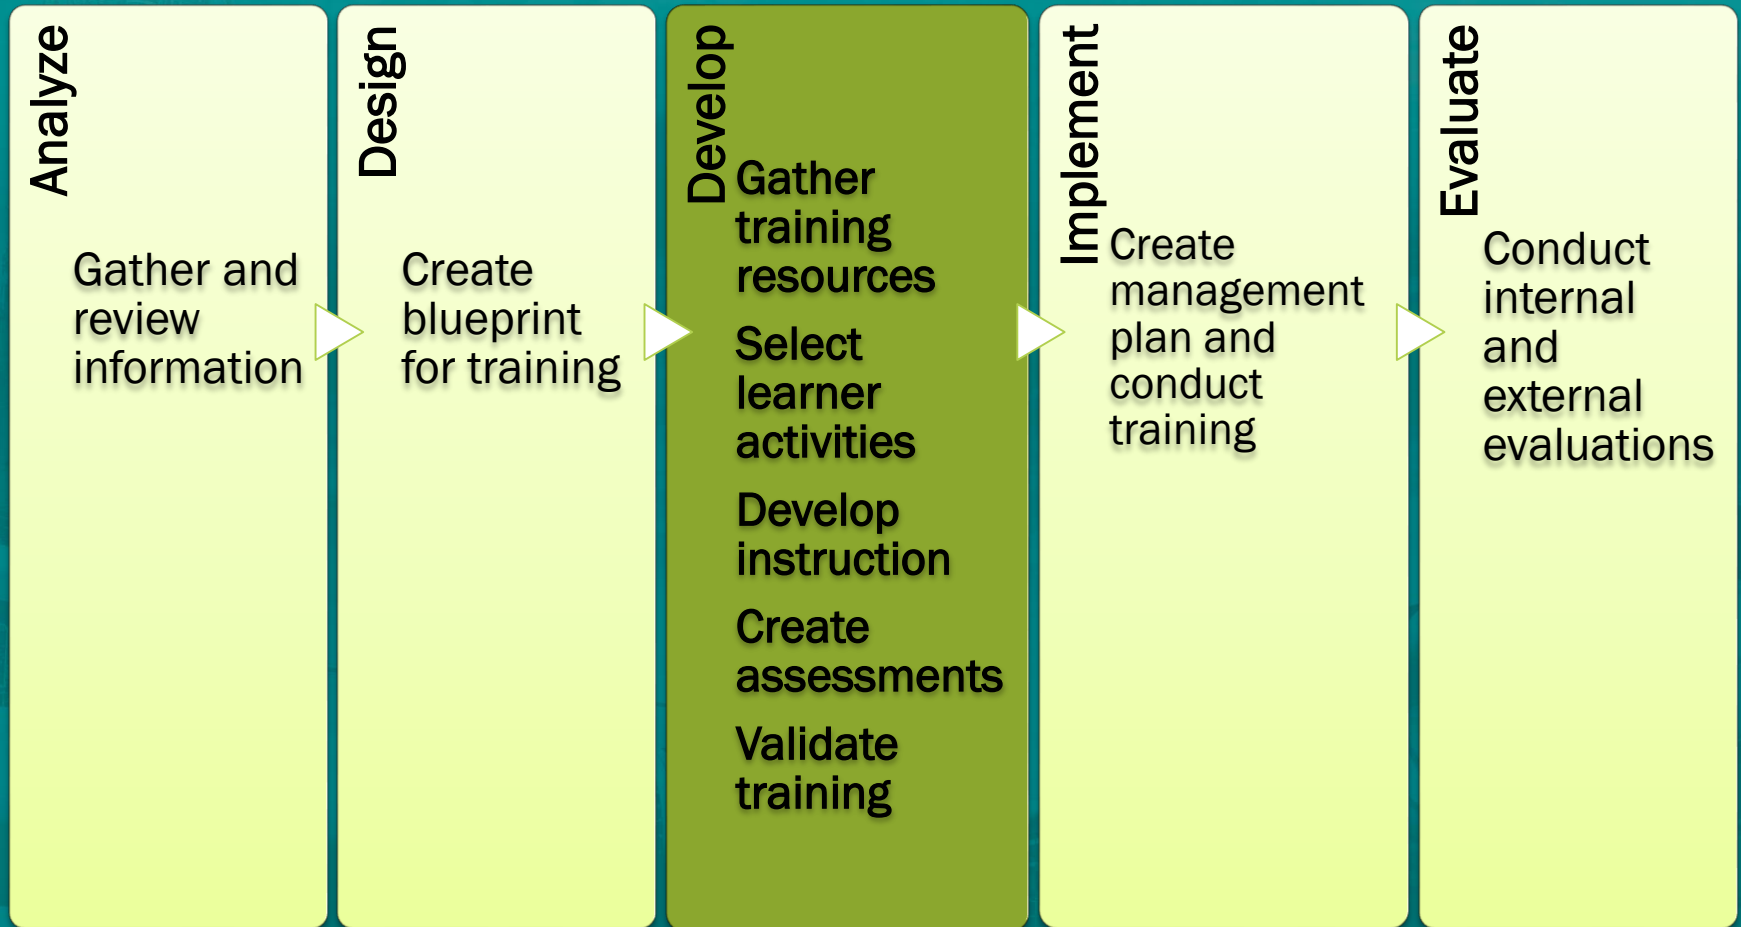 Analyze
Gather and
review
information
Design
Create
blueprint
for training
Develop
Gather
training
resources
Select
learner
activities
Develop
instruction
Create
assessments
Validate
training
Implement
Create
management
plan and
conduct
training
Evaluate
Conduct
internal
and
external
evaluations